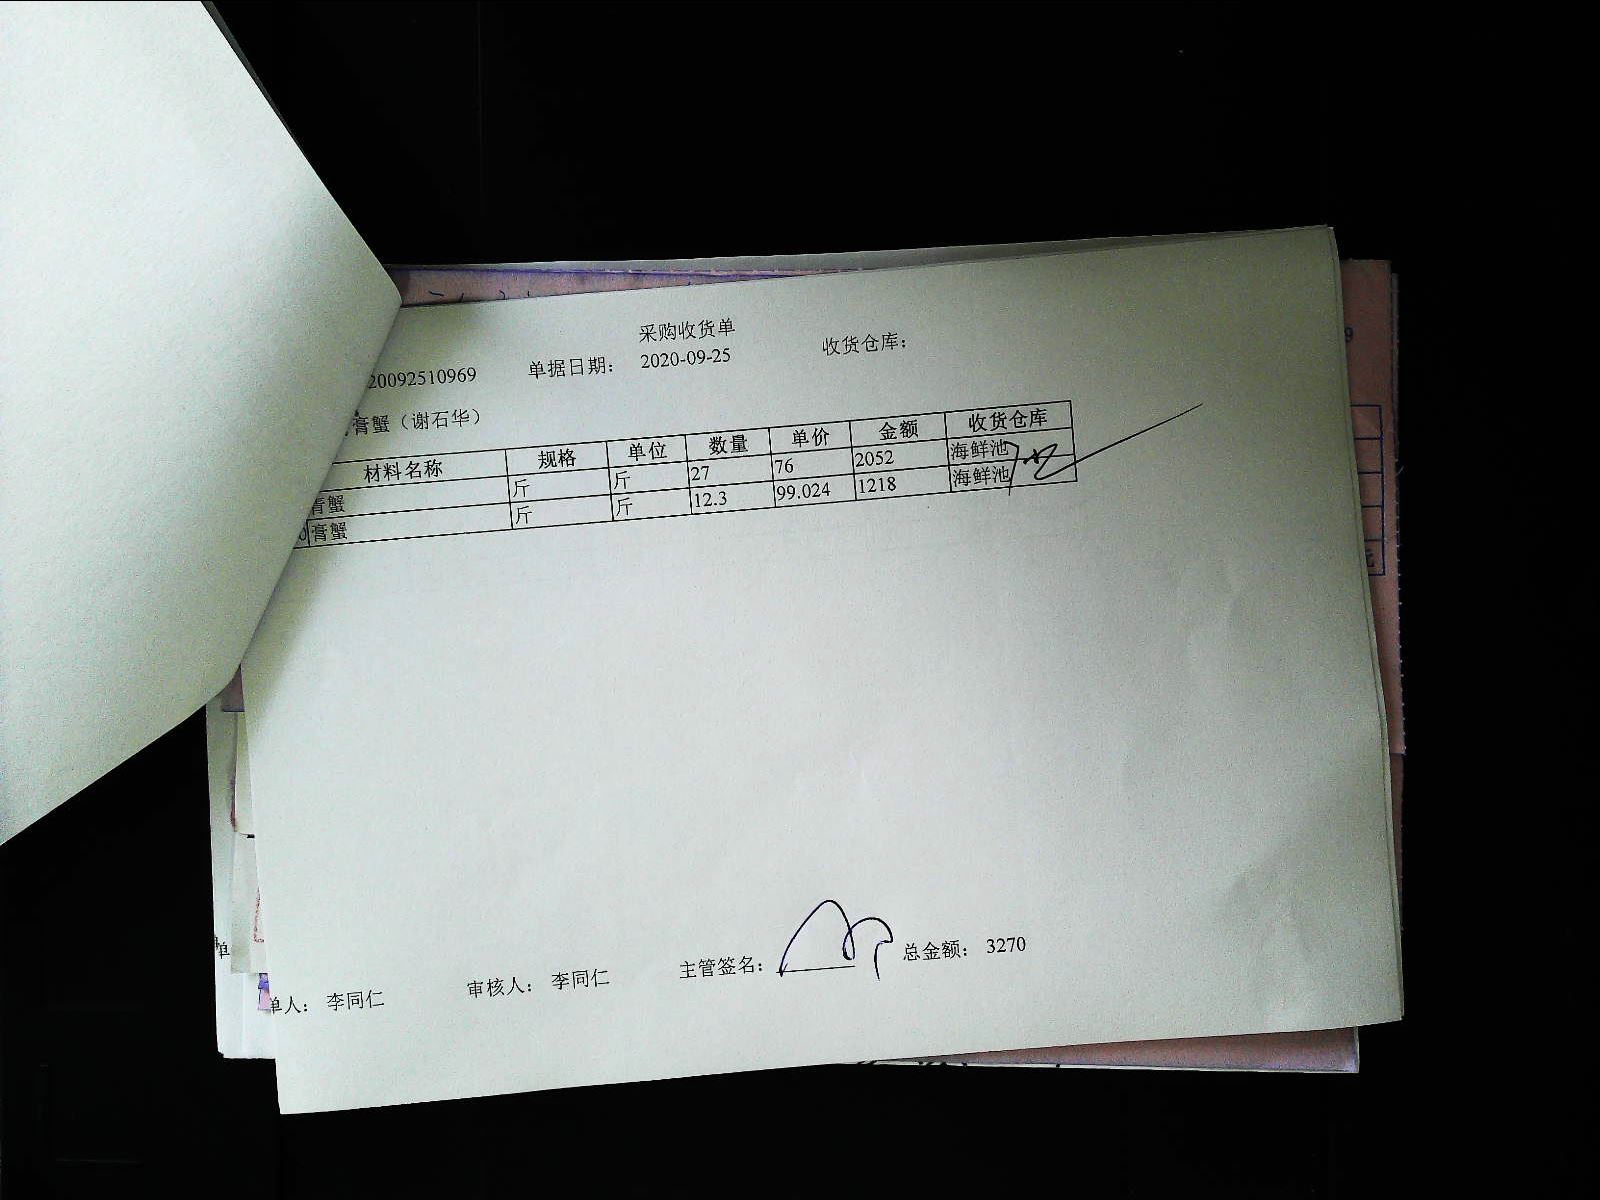 采购收货单
20092510969 单据日期： 2020-09-25 收货仓库：
膏蟹（谢石华）
材料名称 规格 单位 数量 单价 金额 收货仓库
青蟹 斤 斤 27 76 2052 海鲜池
膏蟹 斤 斤 12.3 99.024 1218 海鲜池
单人： 李同仁 审核人： 李同仁 主管签名： 总金额： 3270
单